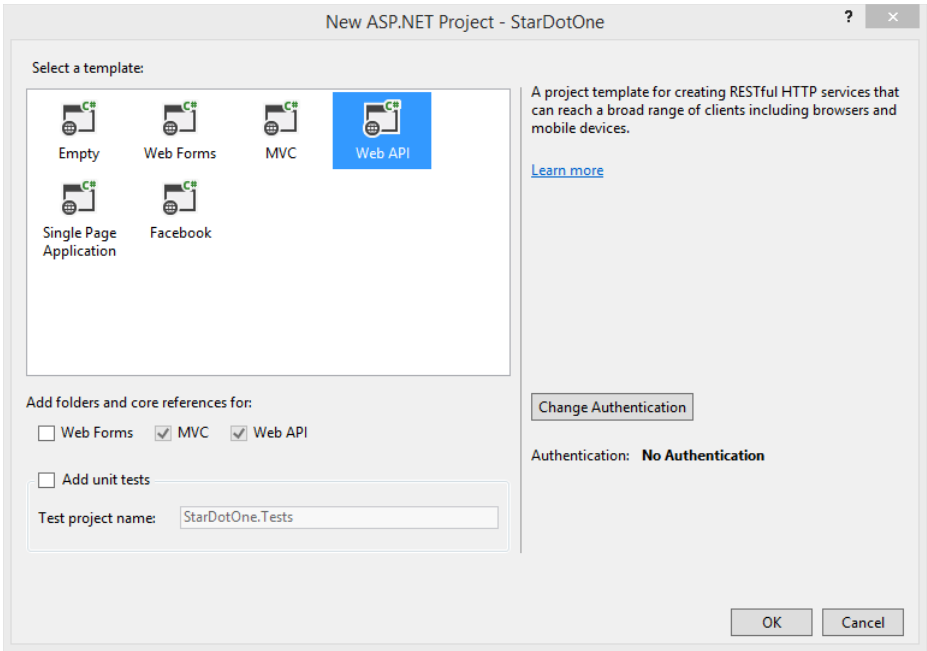 New ASP.NET Project - StarDotOne
?
×
Select a template:
C# C# C# C#
Empty Web Forms MVC Web API
C# C#
Single Page Facebook
Application
A project template for creating RESTful HTTP services that
can reach a broad range of clients including browsers and
mobile devices.
Learn more
Add folders and core references for:
Web Forms MVC Web API
Add unit tests
Test project name: StarDotOne.Tests
Change Authentication
Authentication: No Authentication
OK Cancel